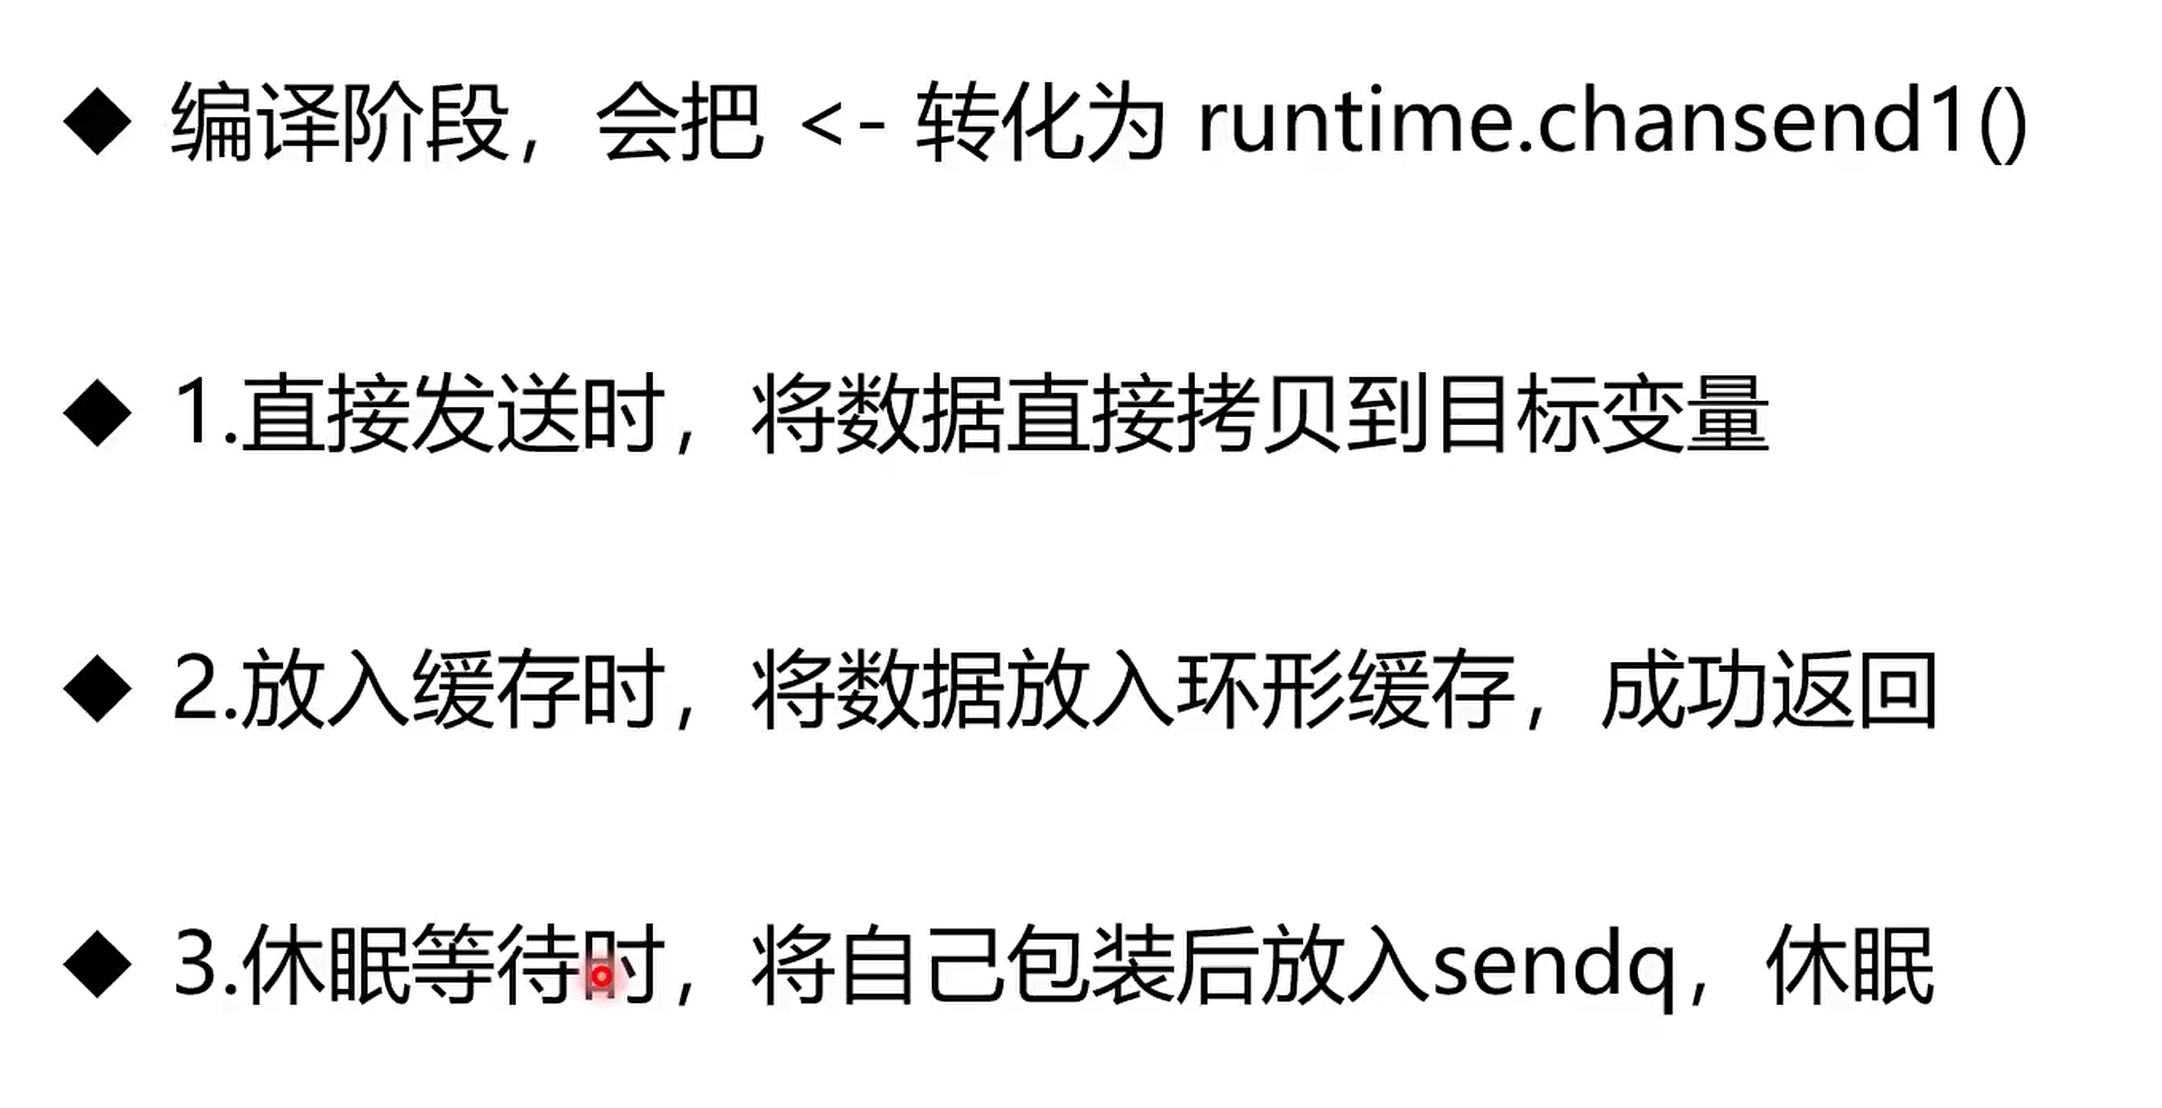 ◆ 编译阶段，会把 <- 转化为 runtime.chansend1()
◆ 1.直接发送时，将数据直接拷贝到目标变量
◆ 2.放入缓存时，将数据放入环形缓存，成功返回
◆ 3.休眠等待时，将自己包装后放入sendq，休眠